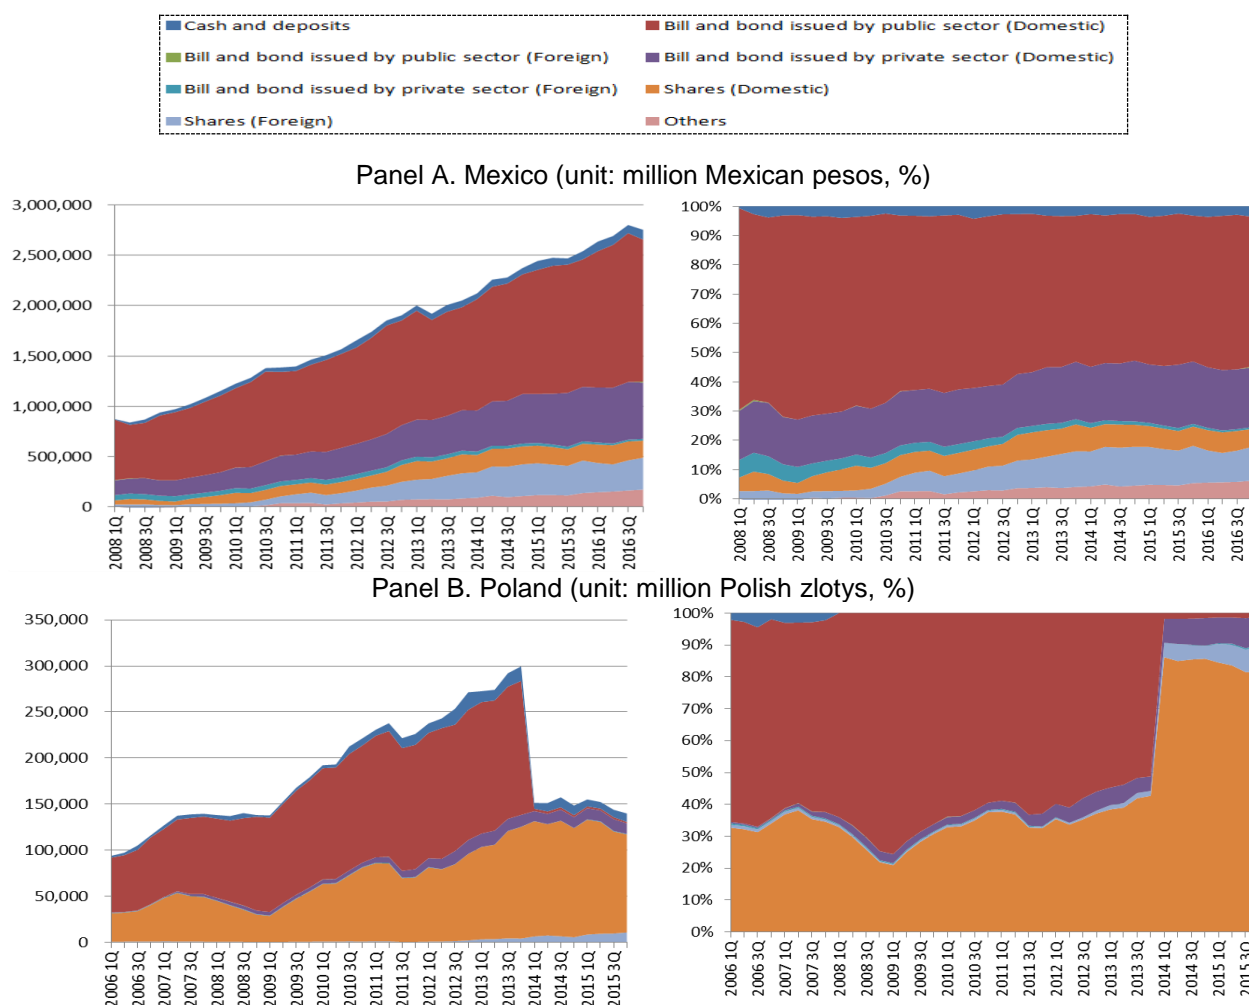 Cash and deposits
Bill and bond issued by public sector (Domestic)
Bill and bond issued by public sector (Foreign)
Bill and bond issued by private sector (Domestic)
Bill and bond issued by private sector (Foreign)
Shares (Domestic)
Shares (Foreign)
Others
Panel A. Mexico (unit: million Mexican pesos, %)
3,000,000
2,500,000
2,000,000
1,500,000
1,000,000
500,000
0
2008 1Q
2008 3Q
2009 1Q
2009 3Q
2010 1Q
2010 3Q
2011 1Q
2011 3Q
2012 1Q
2012 3Q
2013 1Q
2013 3Q
2014 1Q
2014 3Q
2015 1Q
2015 3Q
2016 1Q
2016 3Q
100%
90%
80%
70%
60%
50%
40%
30%
20%
10%
0%
2008 1Q
2008 3Q
2009 1Q
2009 3Q
2010 1Q
2010 3Q
2011 1Q
2011 3Q
2012 1Q
2012 3Q
2013 1Q
2013 3Q
2014 1Q
2014 3Q
2015 1Q
2015 3Q
2016 1Q
2016 3Q
Panel B. Poland (unit: million Polish zlotys, %)
350,000
300,000
250,000
200,000
150,000
100,000
50,000
0
2006 1Q
2006 3Q
2007 1Q
2007 3Q
2008 1Q
2008 3Q
2009 1Q
2009 3Q
2010 1Q
2010 3Q
2011 1Q
2011 3Q
2012 1Q
2012 3Q
2013 1Q
2013 3Q
2014 1Q
2014 3Q
2015 1Q
2015 3Q
100%
90%
80%
70%
60%
50%
40%
30%
20%
10%
0%
2006 1Q
2006 3Q
2007 1Q
2007 3Q
2008 1Q
2008 3Q
2009 1Q
2009 3Q
2010 1Q
2010 3Q
2011 1Q
2011 3Q
2012 1Q
2012 3Q
2013 1Q
2013 3Q
2014 1Q
2014 3Q
2015 1Q
2015 3Q